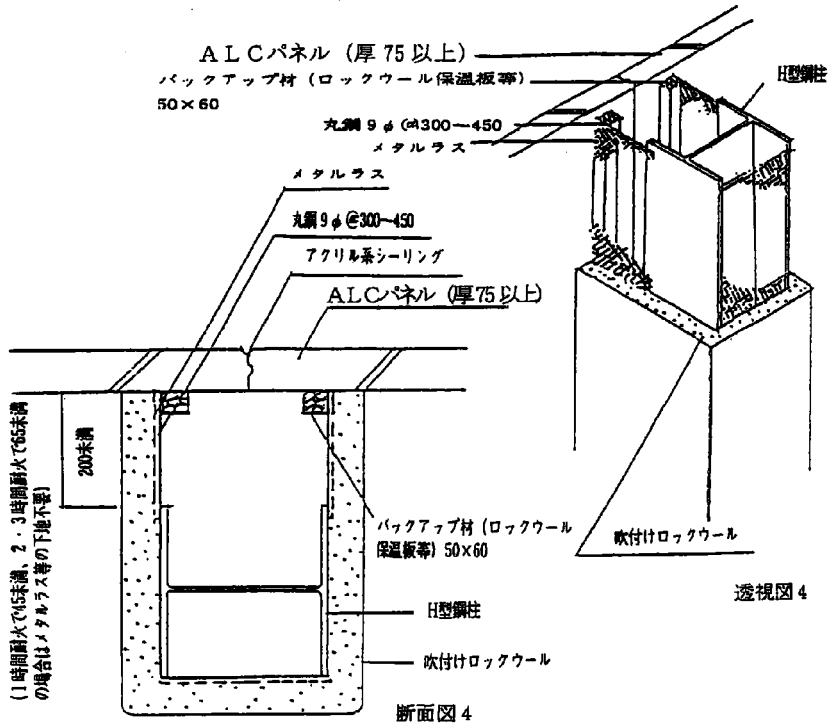 ALCパネル(厚75以上)
バックアップ材(ロックウール保温板等)
50×60
H型鋼柱
丸鋼9φ@300〜450
メタルラス
メタルラス
丸鋼9φ@300〜450
アクリル系シーリング
ALCパネル(厚75以上)
200未満
(1時間耐火で45未満、2・3時間耐火で65未満
の場合はメタルラス等の下地不要)
バックアップ材(ロックウール
保温板等)50×60
H型鋼柱
吹付けロックウール
断面図4
吹付けロックウール
透視図4